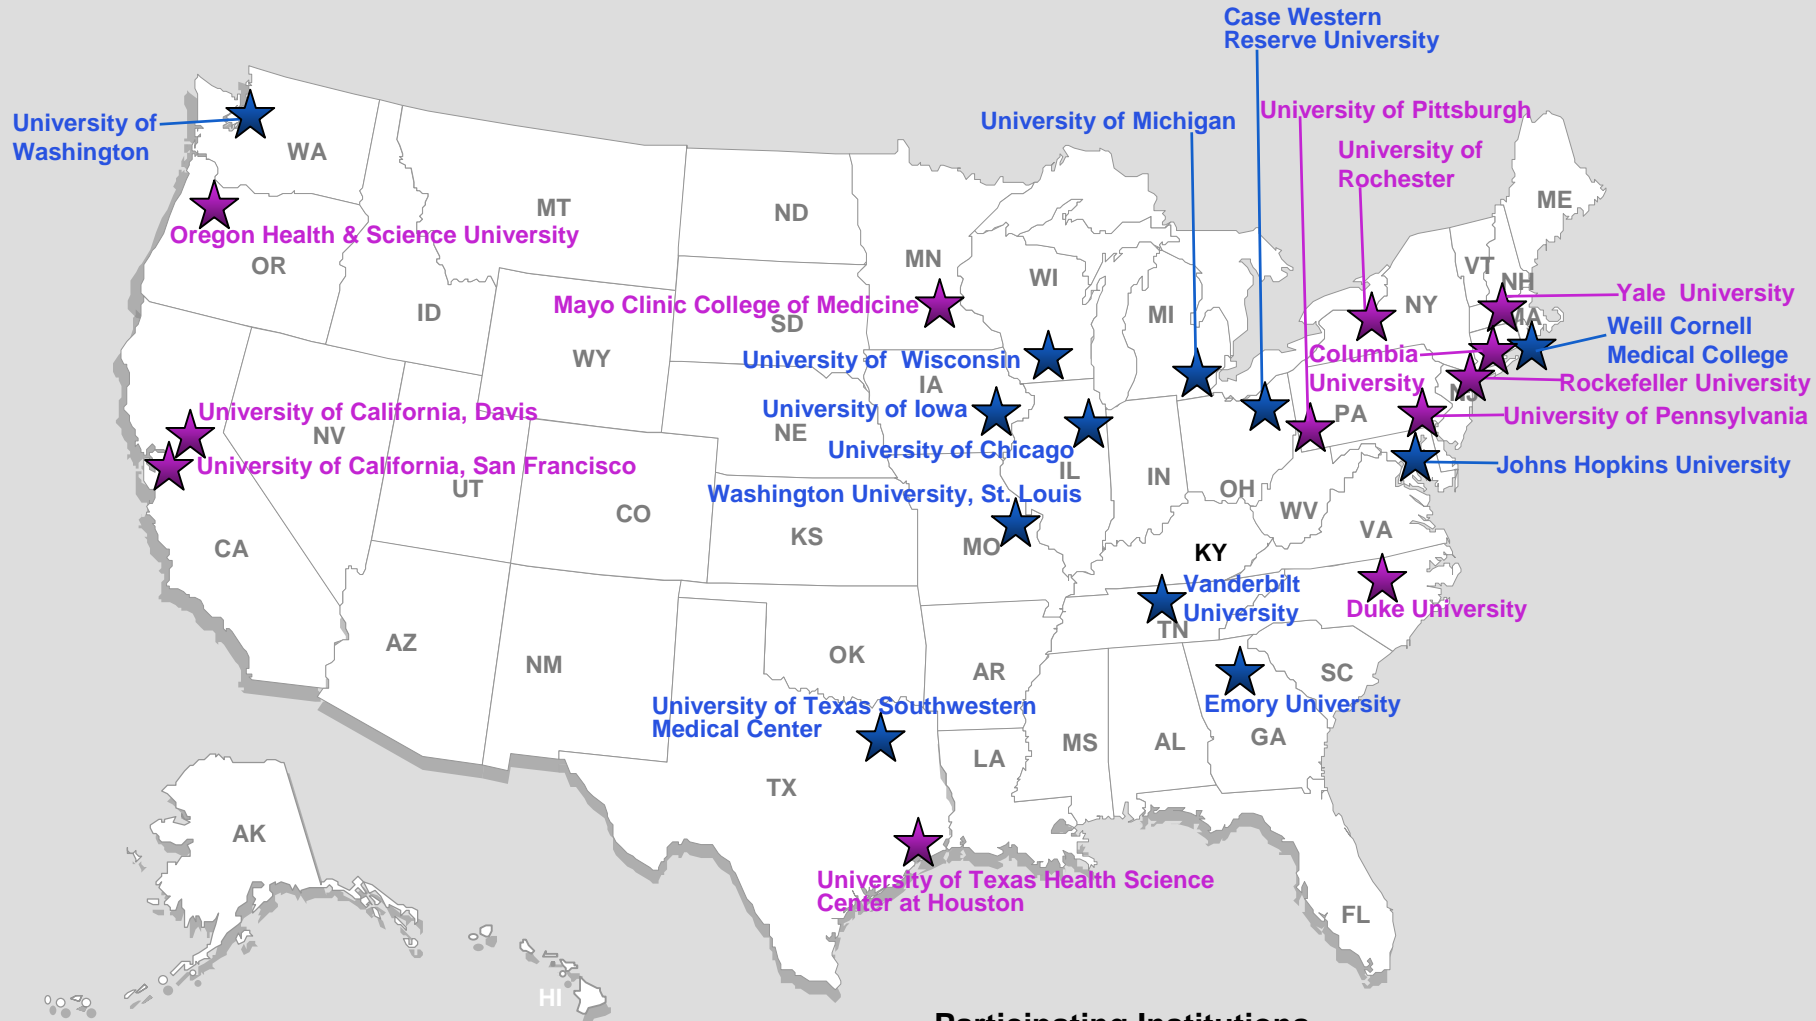 Case Western
Reserve University
University of Michigan
University of Pittsburgh
University of
Rochester
University of
Washington
WA
MT
ND
MN
ME
Oregon Health & Science University
OR
ID
WI
MI
VT
NH
NY
Yale  University
MA
Mayo Clinic College of Medicine
SD
Weill Cornell
Medical College
WY
University of  Wisconsin
Columbia
University
Rockefeller University
IA
NJ
University of California, Davis
NV
University of Iowa
PA
University of Pennsylvania
NE
University of Chicago
University of California, San Francisco
UT
IL
IN
OH
Johns Hopkins University
Washington University, St. Louis
CO
KS
MO
WV
VA
CA
KY
Vanderbilt
University
TN
Duke University
AZ
NM
OK
AR
SC
University of Texas Southwestern
Medical Center
Emory University
MS
AL
GA
LA
TX
AK
University of Texas Health Science
Center at Houston
FL
HI
Participating Institutions